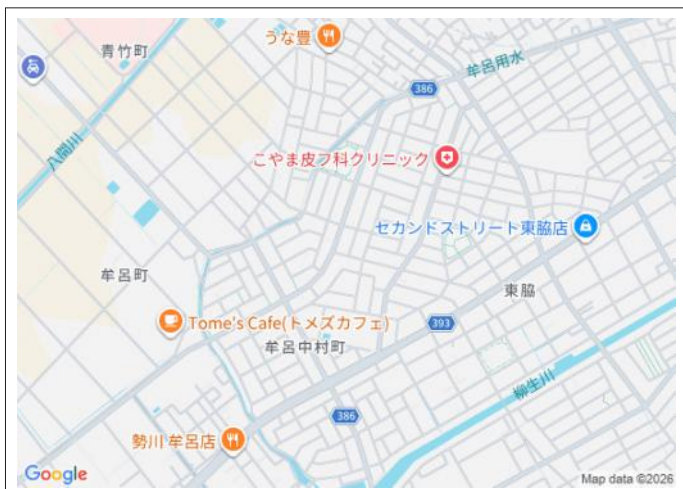 うな豊
青竹町
牟呂用水
386
八間川
こやま皮フ科クリニック
セカンドストリート東脇店
牟呂町
東脇
Tome's Cafe(トメズカフェ)
393
牟呂中村町
柳生川
386
勢川 牟呂店
Google
Map data ©2026